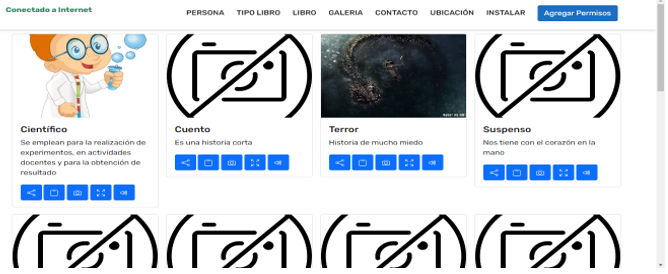 Conectado a Internet
PERSONA TIPO LIBRO LIBRO GALERIA CONTACTO UBICACIÓN INSTALAR Agregar Permisos
Científico
Se emplean para la realización de
experimentos, en actividades
docentes y para la obtención de
resultado
Cuento
Es una historia corta
Terror
Historia de mucho miedo
Suspenso
Nos tiene con el corazón en la
mano